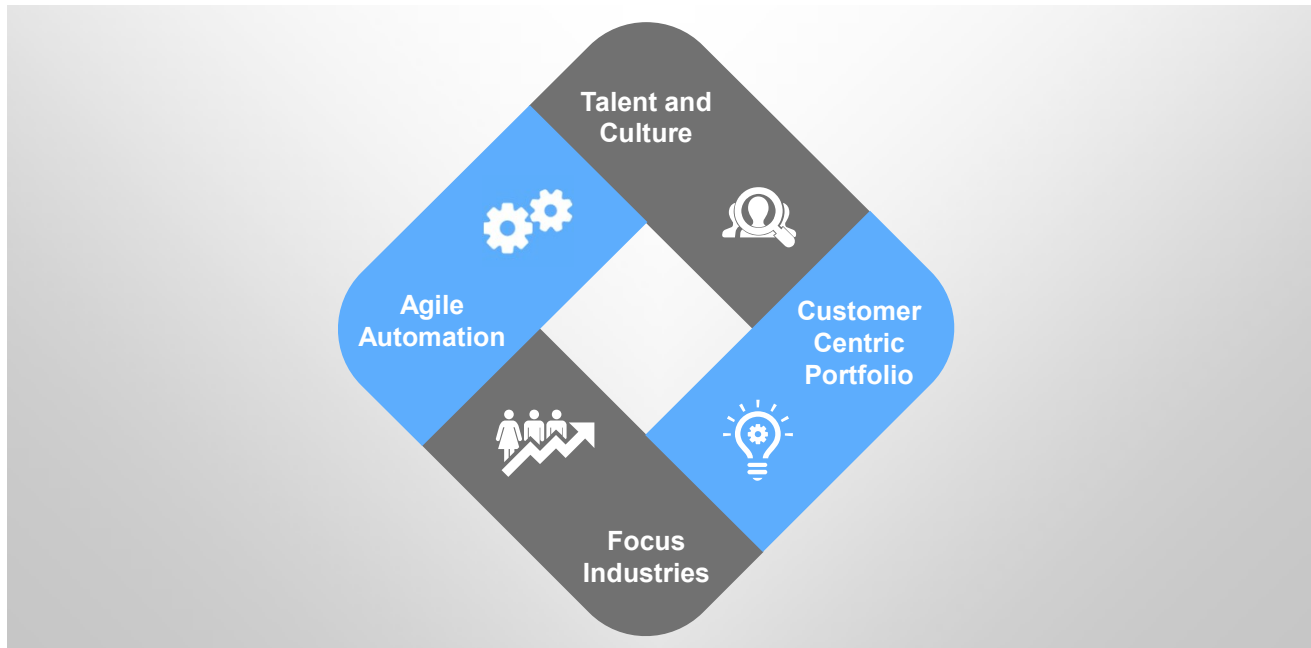 Talent and
Culture
Agile
Automation
Customer
Centric
Portfolio
Focus
Industries